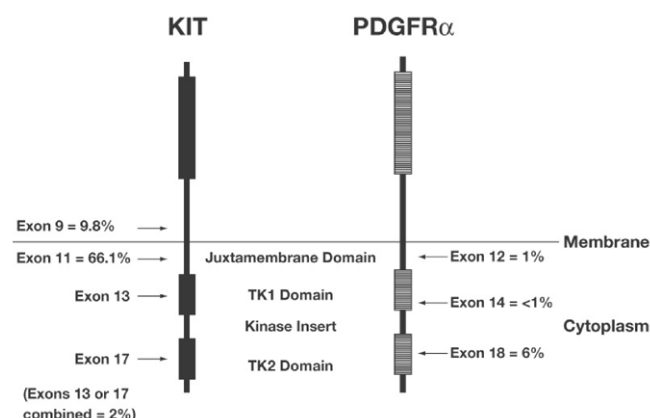 KIT PDGFRα
Exon 9 = 9.8%
Membrane
Exon 11 = 66.1% Juxtamembrane Domain Exon 12 = 1%
Exon 13 TK1 Domain Exon 14 = <1%
Kinase Insert Cytoplasm
Exon 17 TK2 Domain Exon 18 = 6%
(Exons 13 or 17
combined = 2%)